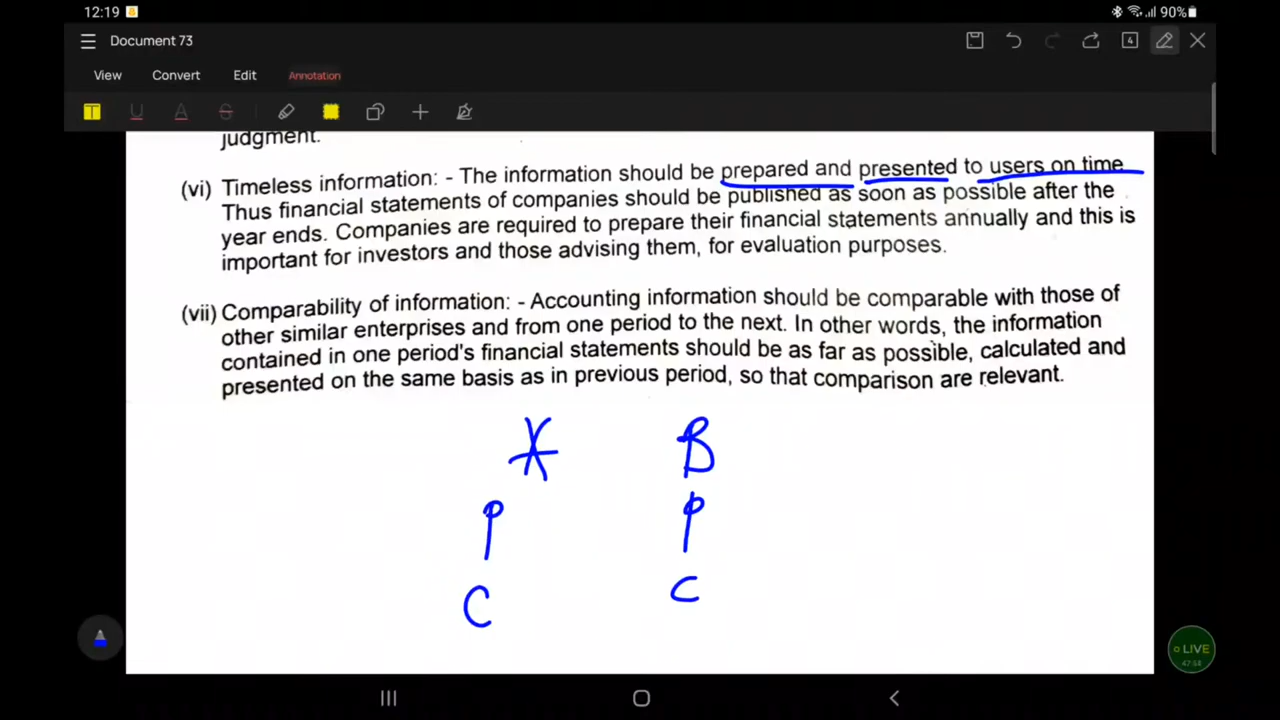 12:19 90%
Document 73 4
View Convert Edit Annotation
T U A S
judgment.
(vi) Timeless information: - The information should be prepared and presented to users on time
Thus financial statements of companies should be published as soon as possible after the
year ends. Companies are required to prepare their financial statements annually and this is
important for investors and those advising them, for evaluation purposes.
(vii) Comparability of information: - Accounting information should be comparable with those of
other similar enterprises and from one period to the next. In other words, the information
contained in one period's financial statements should be as far as possible, calculated and
presented on the same basis as in previous period, so that comparison are relevant.
B
P P
C C
LIVE